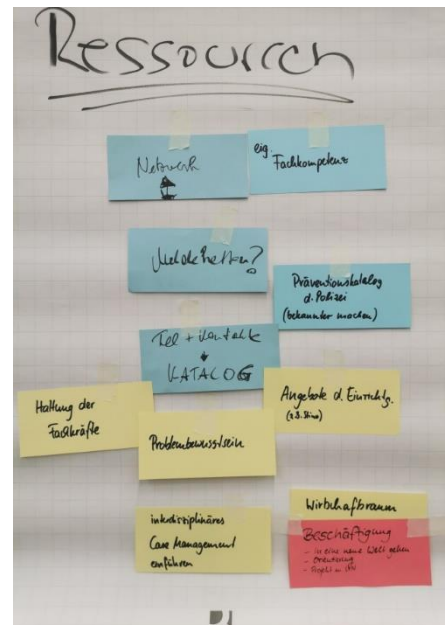 Ressourcen
Netzwerk
eig.
Fachkompetenz
Meldeketten?
Präventionskatalog
d. Polizei
(bekannter machen)
Tel + Kontakte
KATALOG
Haltung der
Fachkräfte
Problembewusstsein
Angebote d. Einrichtg.
(z.B.
interdisziplinäres
Case Management
einführen
Wirtschaftsraum
Beschäftigung
- in eine neue Welt gehen
- Orientierung